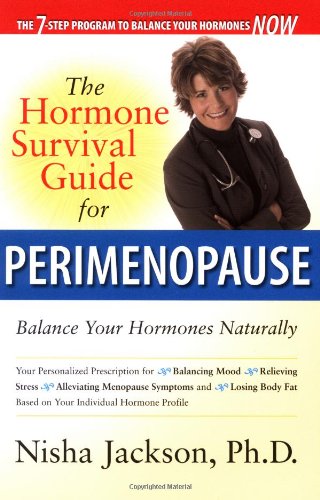 THE 7-STEP PROGRAM TO BALANCE YOUR HORMONES NOW
The
Hormone
Survival
Guide
for
PERIMENOPAUSE
Balance Your Hormones Naturally
Your Personalized Prescription for Balancing Mood Relieving
Stress Alleviating Menopause Symptoms and Losing Body Fat
Based on Your Individual Hormone Profile
Nisha Jackson, Ph.D.